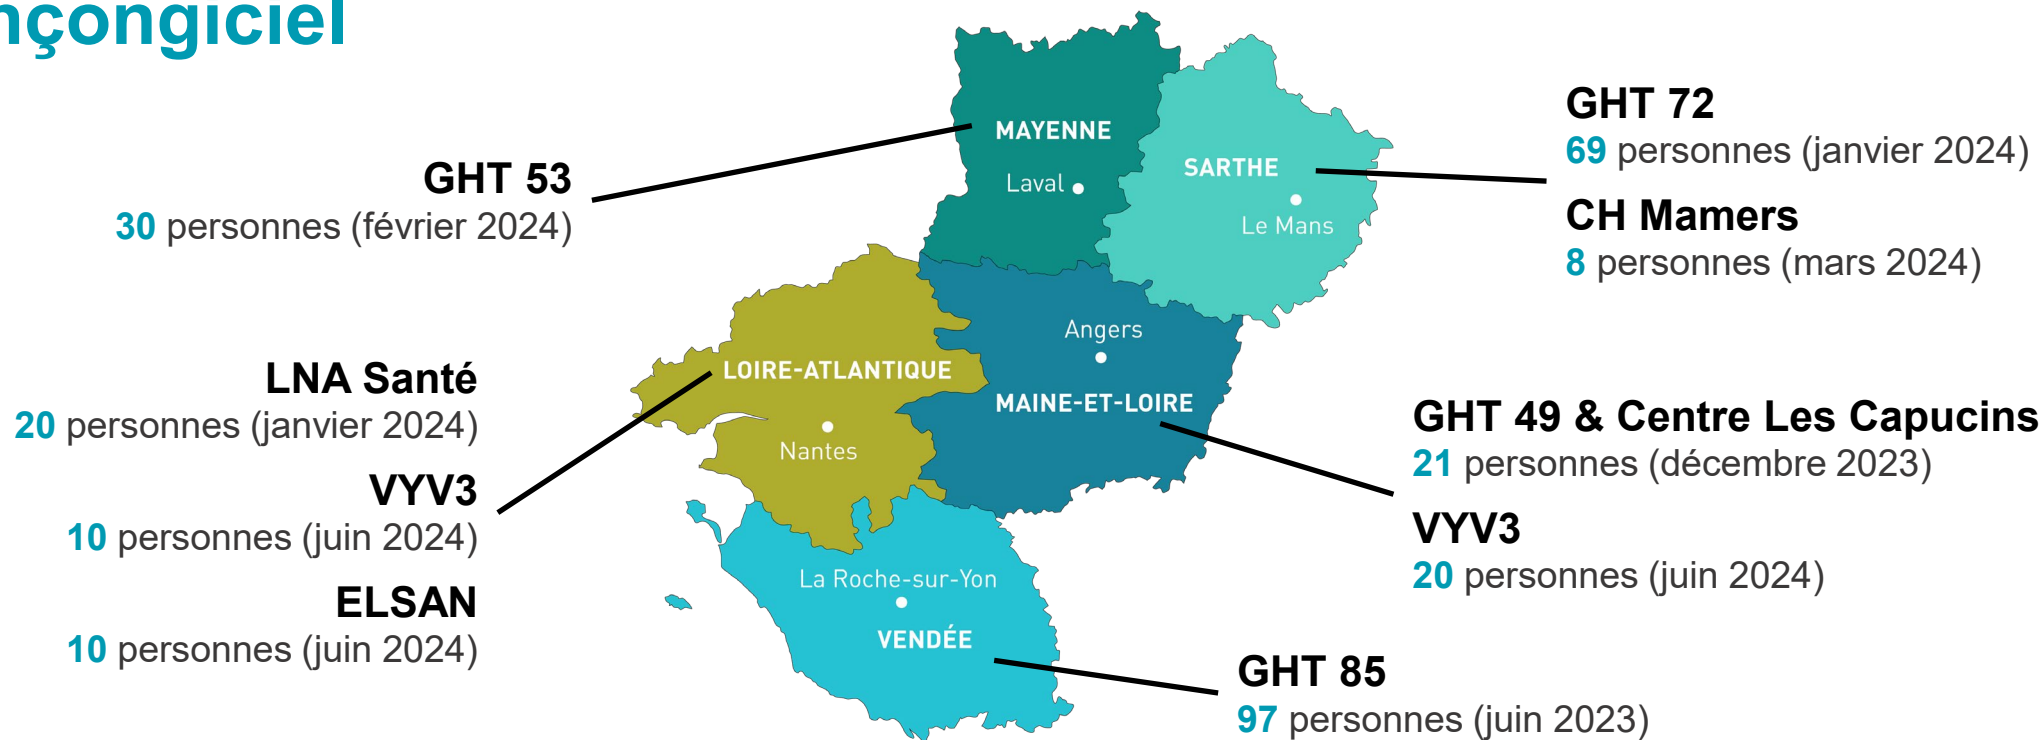 nçongiciel
MAYENNE
Laval
SARTHE
Le Mans
GHT 72
69 personnes (janvier 2024)
CH Mamers
8 personnes (mars 2024)
GHT 53
30 personnes (février 2024)
LOIRE-ATLANTIQUE
Nantes
Angers
MAINE-ET-LOIRE
LNA Santé
20 personnes (janvier 2024)
VYV3
10 personnes (juin 2024)
ELSAN
10 personnes (juin 2024)
GHT 49 & Centre Les Capucins
21 personnes (décembre 2023)
VYV3
20 personnes (juin 2024)
La Roche-sur-Yon
VENDÉE
GHT 85
97 personnes (juin 2023)